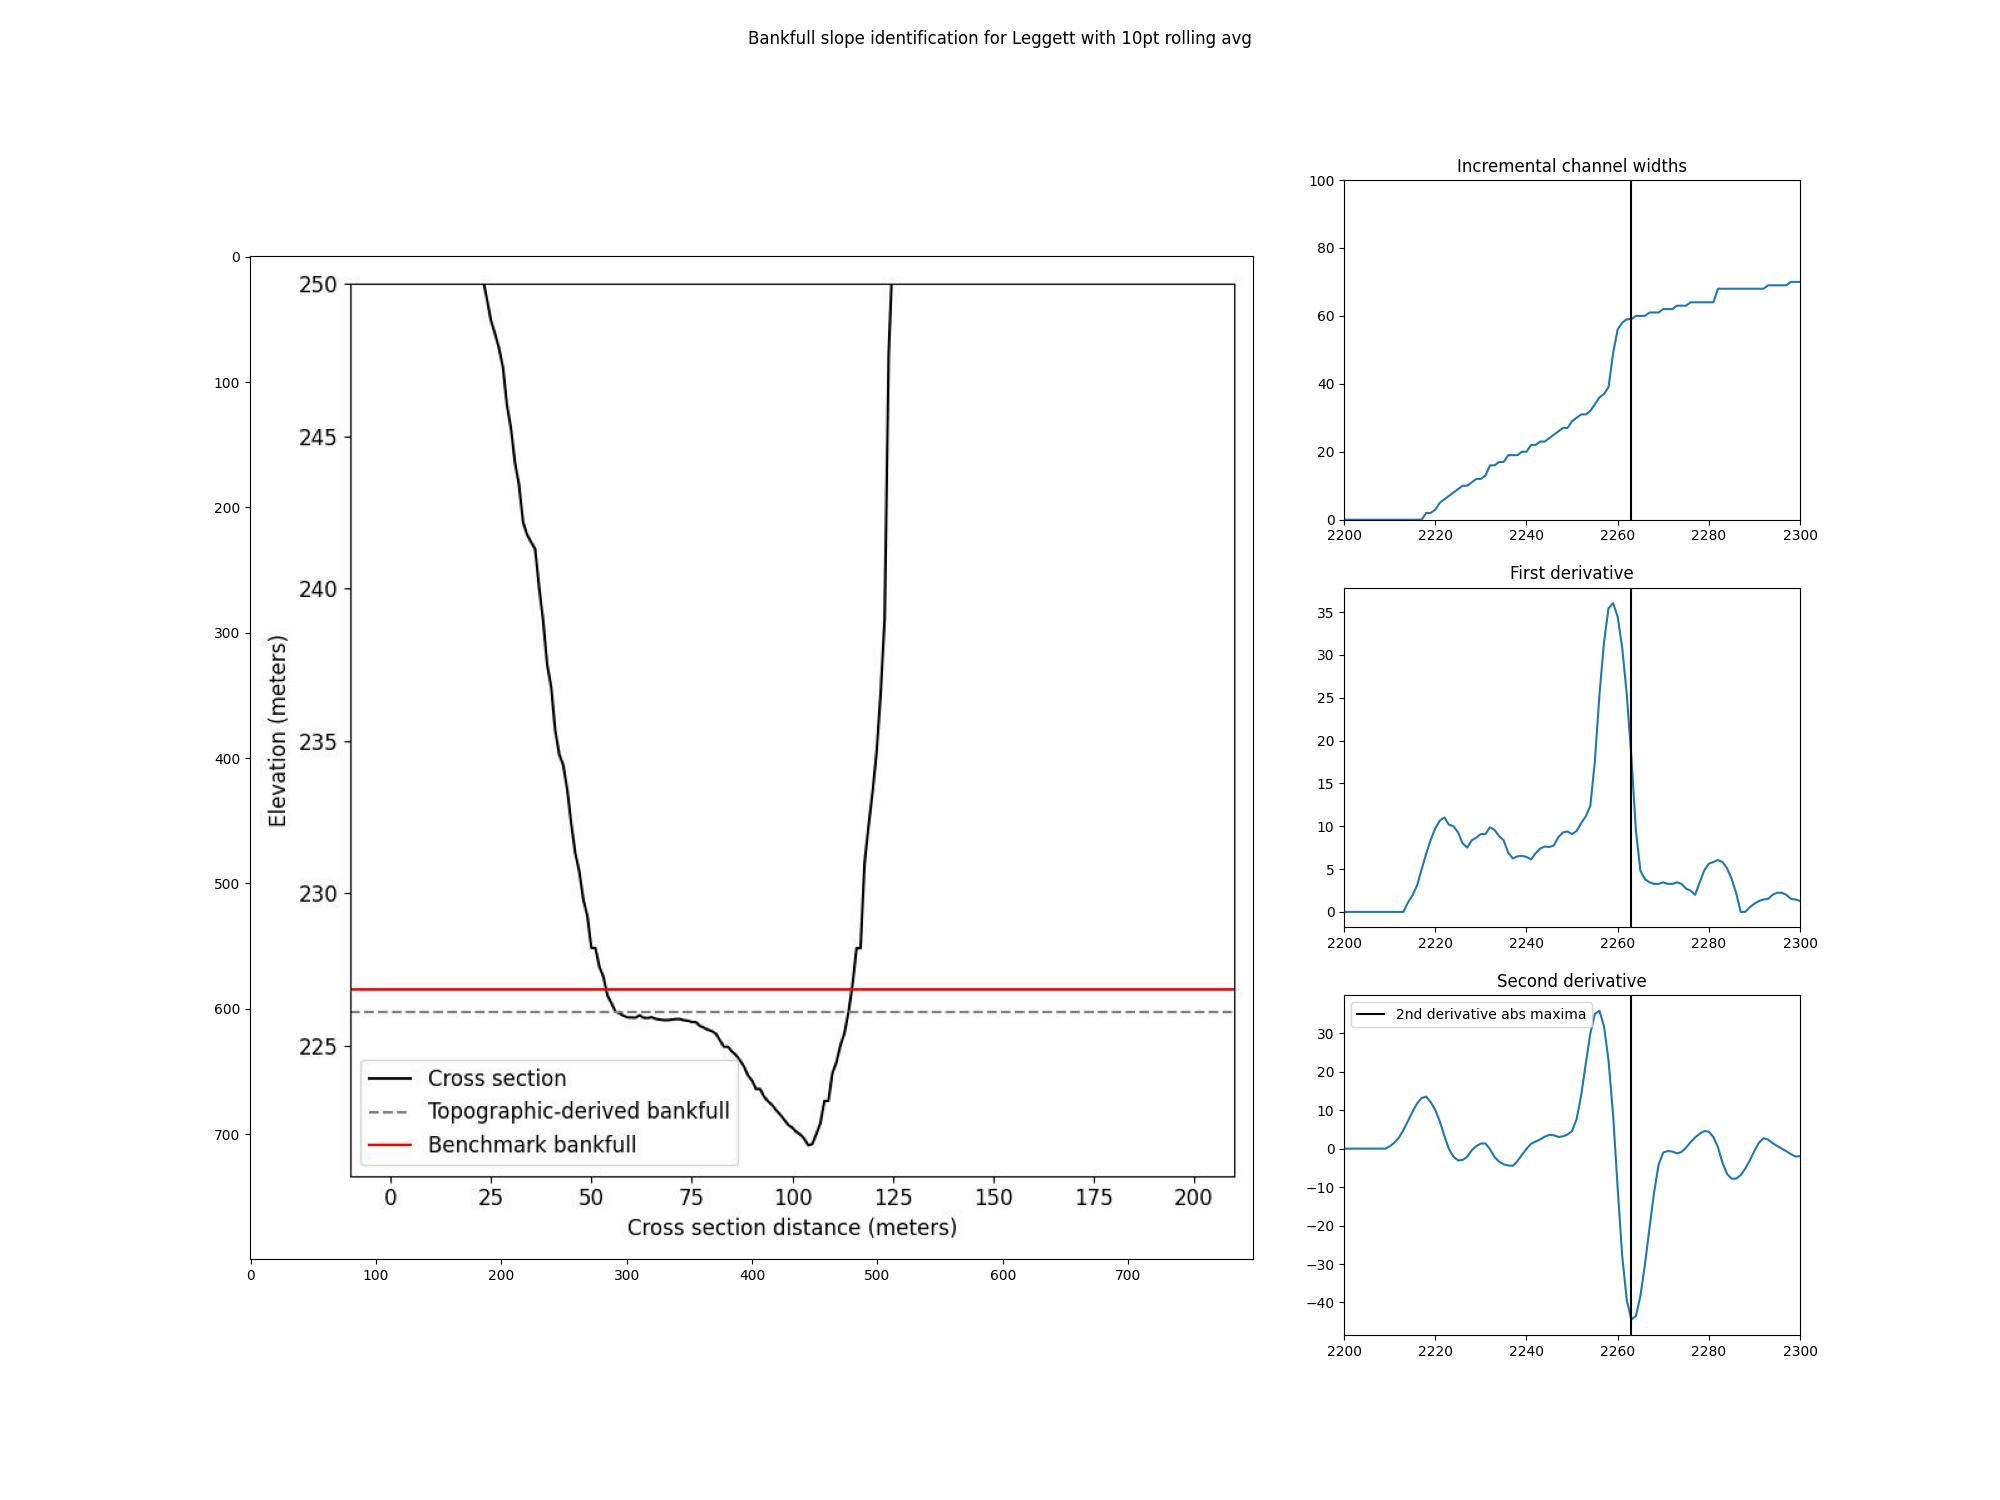 Bankfull slope identification for Leggett with 10pt rolling avg
0
100
200
300
400
500
600
700
250
245
240
235
230
225
Elevation (meters)
Cross section
Topographic-derived bankfull
Benchmark bankfull
0 25 50 75 100 125 150 175 200
Cross section distance (meters)
0 100 200 300 400 500 600 700
Incremental channel widths
100
80
60
40
20
0
2200 2220 2240 2260 2280 2300
First derivative
35
30
25
20
15
10
5
0
2200 2220 2240 2260 2280 2300
Second derivative
2nd derivative abs maxima
30
20
10
0
−10
−20
−30
−40
2200 2220 2240 2260 2280 2300